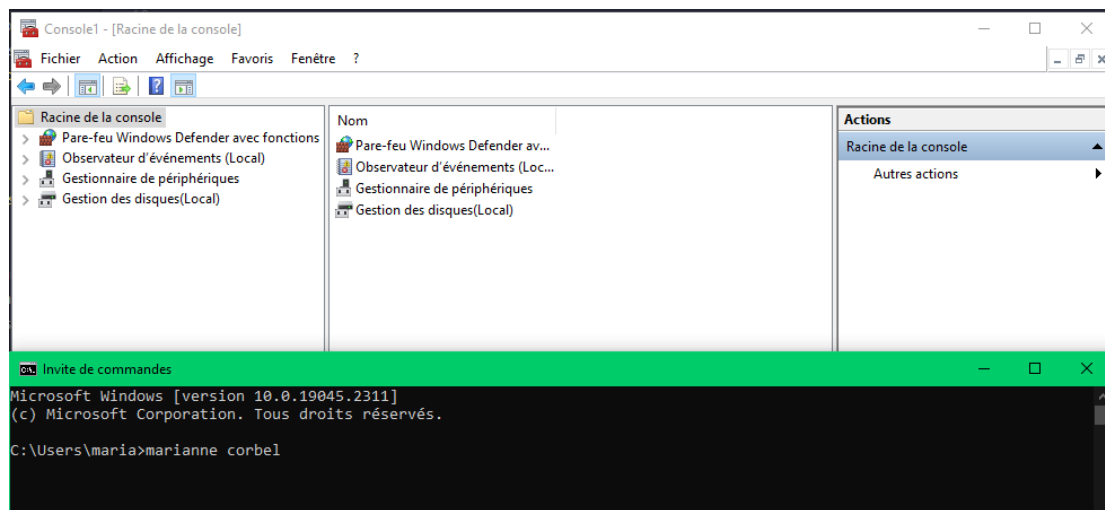 Console1 - [Racine de la console]
Fichier Action Affichage Favoris Fenêtre ?
Racine de la console
Pare-feu Windows Defender avec fonctions
Observateur d'événements (Local)
Gestionnaire de périphériques
Gestion des disques(Local)
Nom
Pare-feu Windows Defender av...
Observateur d'événements (Loc...
Gestionnaire de périphériques
Gestion des disques(Local)
Actions
Racine de la console
Autres actions
Invite de commandes
Microsoft Windows [version 10.0.19045.2311]
(c) Microsoft Corporation. Tous droits réservés.
C:\Users\maria>marianne corbel